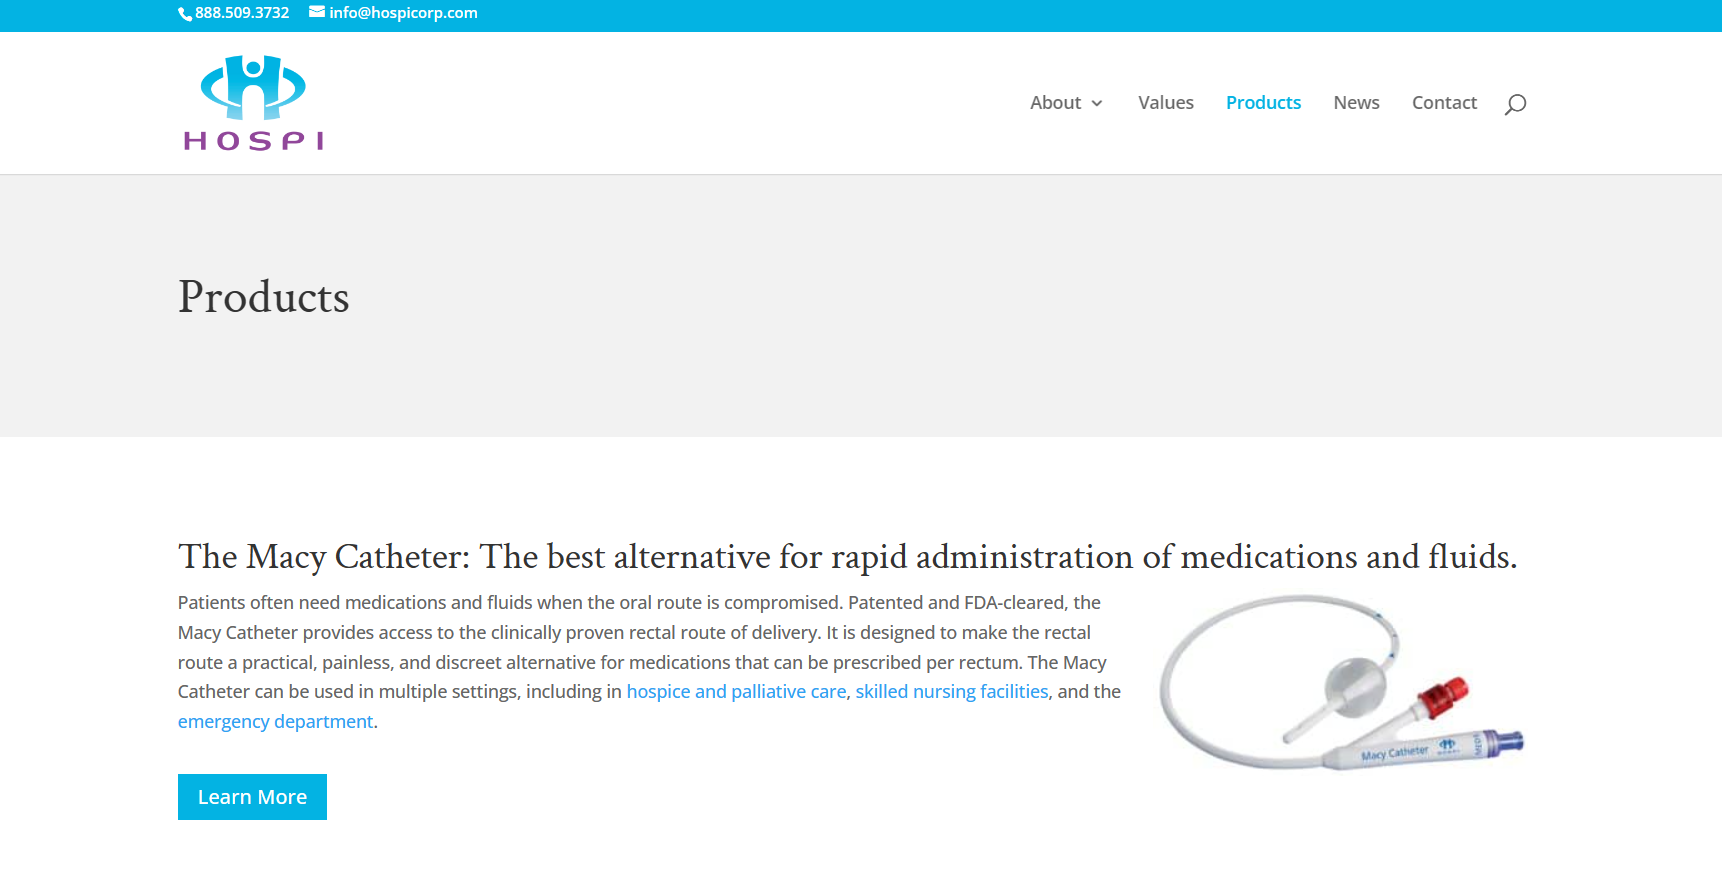 888.509.3732 info@hospicorp.com
HOSPI
About Values Products News Contact
Products
The Macy Catheter: The best alternative for rapid administration of medications and fluids.
Patients often need medications and fluids when the oral route is compromised. Patented and FDA-cleared, the
Macy Catheter provides access to the clinically proven rectal route of delivery. It is designed to make the rectal
route a practical, painless, and discreet alternative for medications that can be prescribed per rectum. The Macy
Catheter can be used in multiple settings, including in hospice and palliative care, skilled nursing facilities, and the
emergency department.
Macy Catheter HOSPI MEDS
Learn More